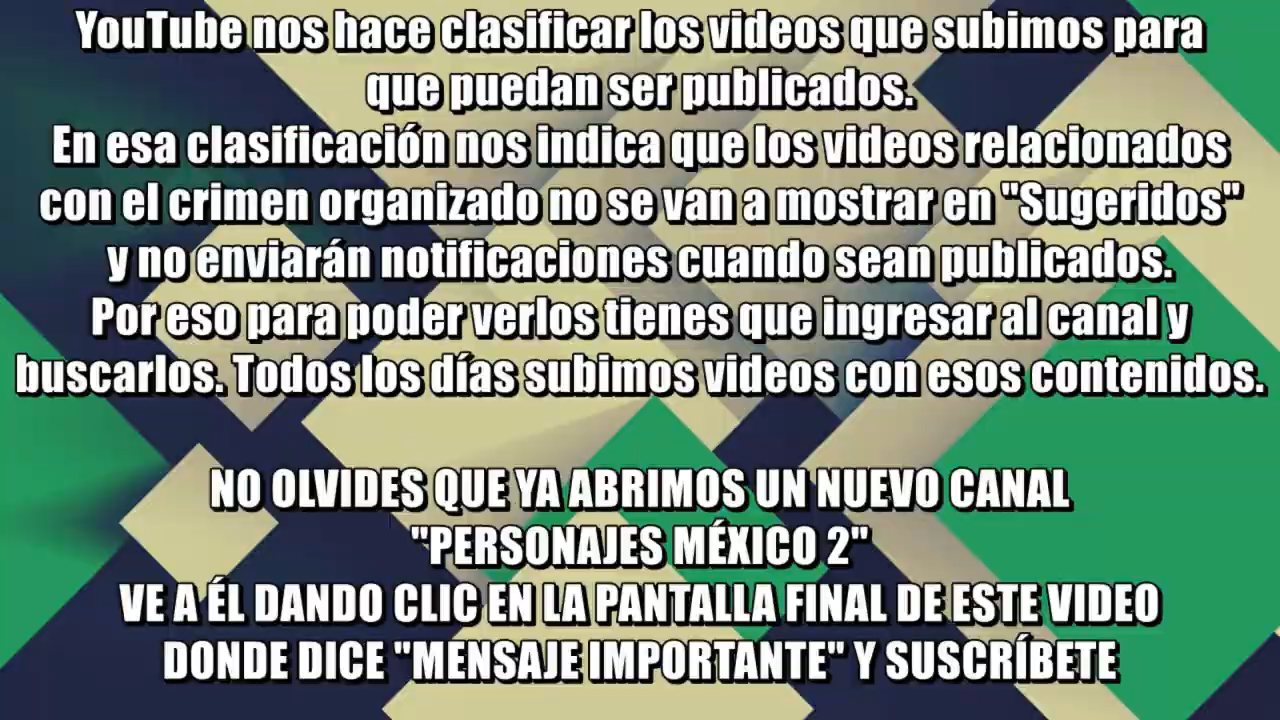 YouTube nos hace clasificar los videos que subimos para
que puedan ser publicados.
En esa clasificación nos indica que los videos relacionados
con el crimen organizado no se van a mostrar en "Sugeridos"
y no enviarán notificaciones cuando sean publicados.
Por eso para poder verlos tienes que ingresar al canal y
buscarlos. Todos los días subimos videos con esos contenidos.
NO OLVIDES QUE YA ABRIMOS UN NUEVO CANAL
"PERSONAJES MÉXICO 2"
VE A ÉL DANDO CLIC EN LA PANTALLA FINAL DE ESTE VIDEO
DONDE DICE "MENSAJE IMPORTANTE" Y SUSCRÍBETE